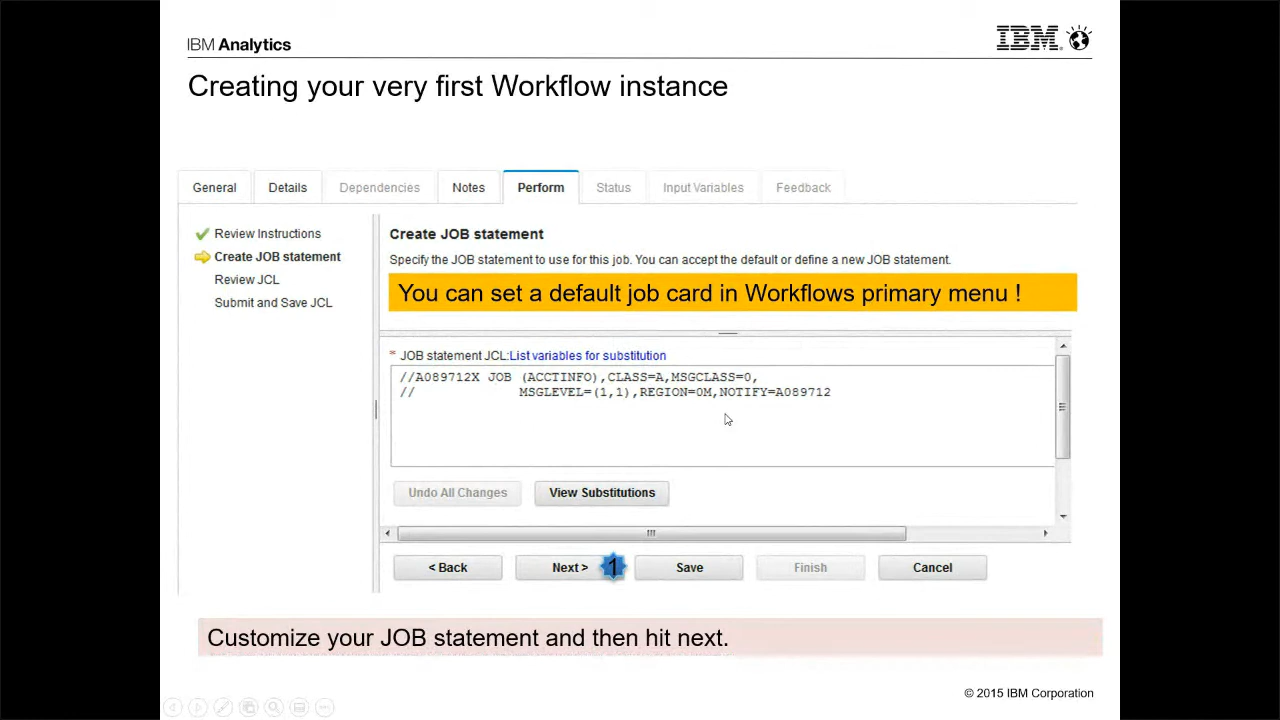 IBM Analytics
IBM®
Creating your very first Workflow instance
General Details Dependencies Notes Perform Status Input Variables Feedback
Review Instructions
Create JOB statement
Review JCL
Submit and Save JCL
Create JOB statement
Specify the JOB statement to use for this job. You can accept the default or define a new JOB statement.
You can set a default job card in Workflows primary menu !
* JOB statement JCL:List variables for substitution
//A089712X JOB (ACCTINFO),CLASS=A,MSGCLASS=0,
// MSGLEVEL=(1,1),REGION=0M,NOTIFY=A089712
Undo All Changes View Substitutions
< Back Next > 1 Save Finish Cancel
Customize your JOB statement and then hit next.
© 2015 IBM Corporation